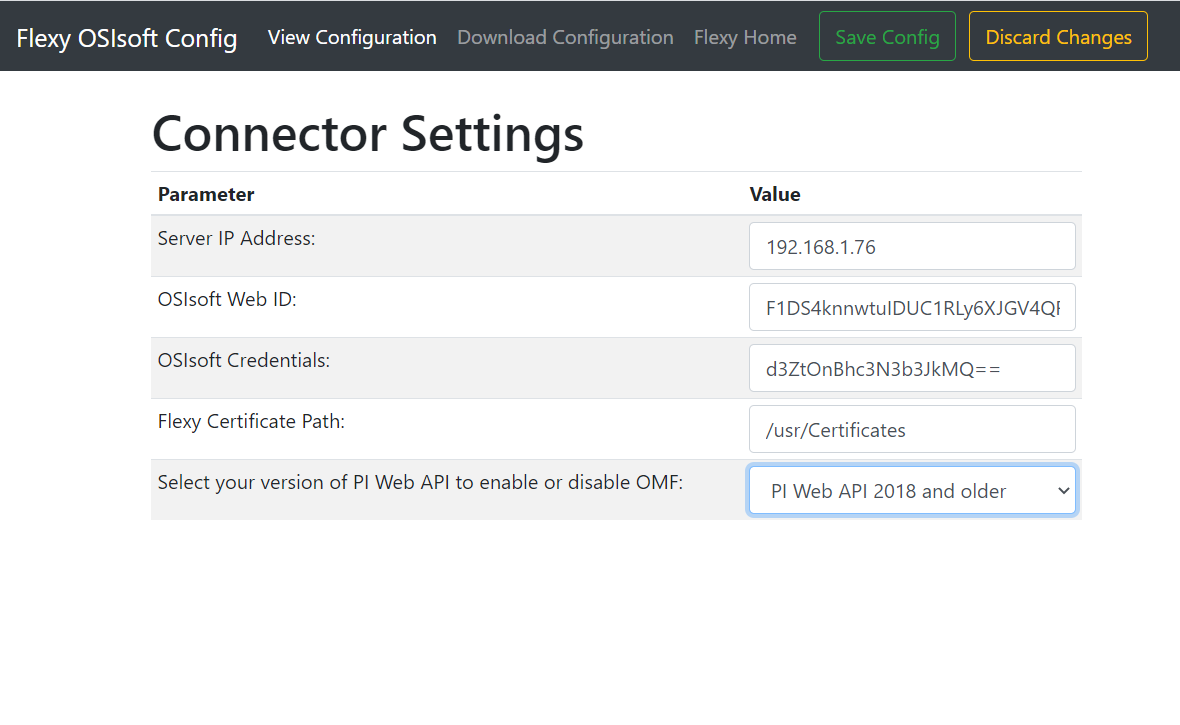 Flexy OSIsoft Config View Configuration Download Configuration Flexy Home Save Config Discard Changes
Connector Settings
Parameter Value
Server IP Address: 192.168.1.76
OSIsoft Web ID: F1DS4knnwtuIDUC1RLy6XJGV4QF
OSIsoft Credentials: d3ZtOnBhc3N3b3JkMQ==
Flexy Certificate Path: /usr/Certificates
Select your version of PI Web API to enable or disable OMF: PI Web API 2018 and older